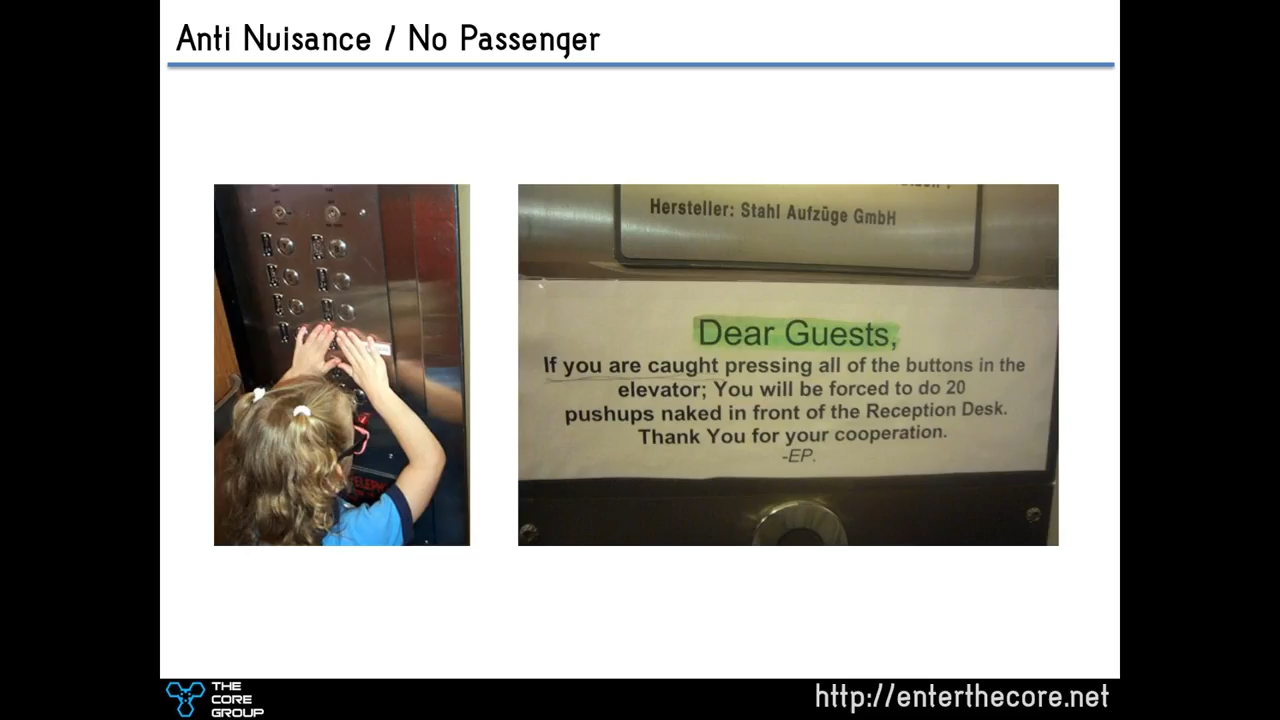 Anti Nuisance / No Passenger
Hersteller: Stahl Aufzüge GmbH
Dear Guests,
If you are caught pressing all of the buttons in the
elevator; You will be forced to do 20
pushups naked in front of the Reception Desk.
Thank You for your cooperation.
-EP.
THE
CORE
GROUP
http://enterthecore.net